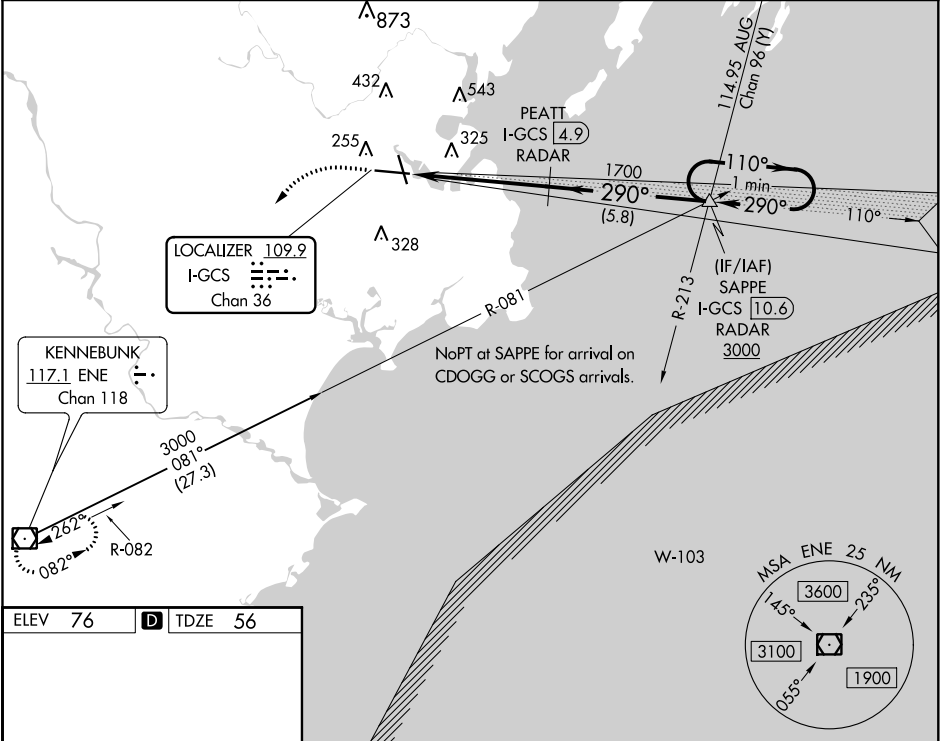 873
432
543
255
325
114.95 AUG
Chan 96 (Y)
PEATT
I-GCS 4.9
RADAR
1700
290°
(5.8)
110°
1 min
290°
110°
LOCALIZER 109.9
I-GCS
Chan 36
328
R-081
R-213
(IF/IAF)
SAPPE
I-GCS 10.6
RADAR
3000
NoPT at SAPPE for arrival on
CDOGG or SCOGS arrivals.
KENNEBUNK
117.1 ENE
Chan 118
3000
081°
(27.3)
262°
082°
R-082
W-103
MSA ENE 25 NM
3600
145°
235°
3100
055°
1900
ELEV 76 D TDZE 56